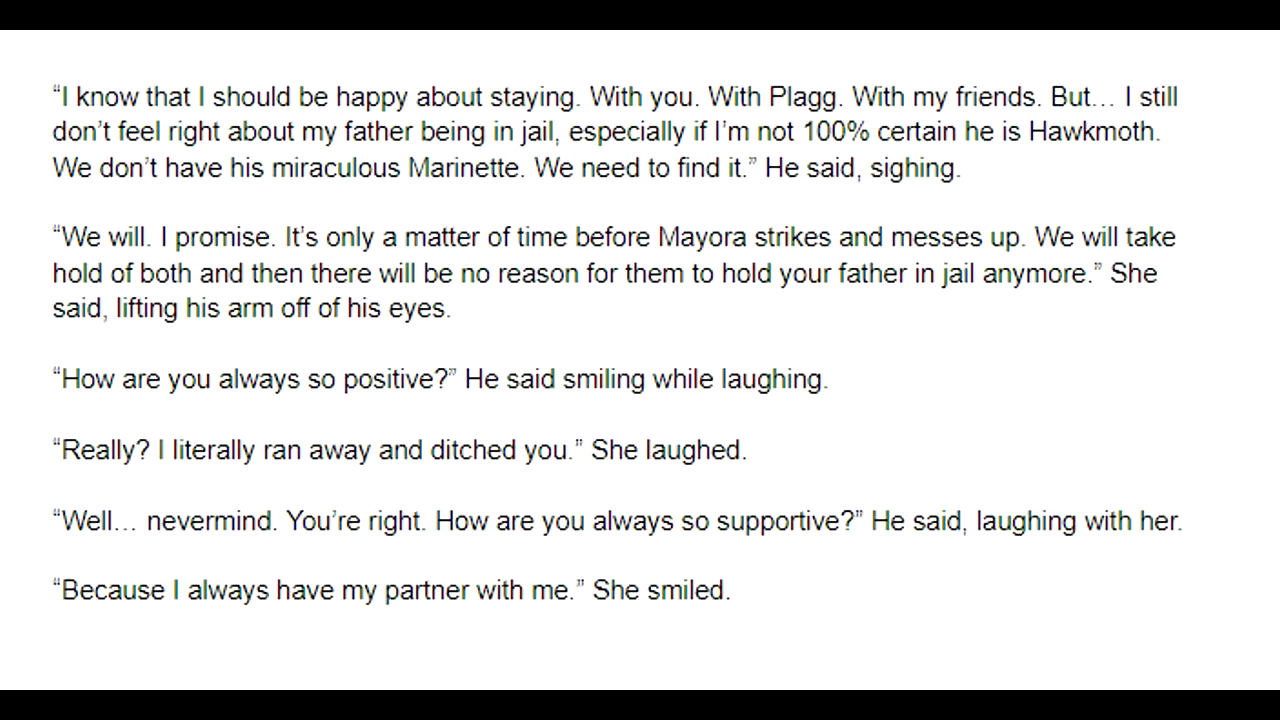 “I know that I should be happy about staying. With you. With Plagg. With my friends. But… I still
don’t feel right about my father being in jail, especially if I’m not 100% certain he is Hawkmoth.
We don’t have his miraculous Marinette. We need to find it.” He said, sighing.
“We will. I promise. It’s only a matter of time before Mayora strikes and messes up. We will take
hold of both and then there will be no reason for them to hold your father in jail anymore.” She
said, lifting his arm off of his eyes.
“How are you always so positive?” He said smiling while laughing.
“Really? I literally ran away and ditched you.” She laughed.
“Well… nevermind. You’re right. How are you always so supportive?” He said, laughing with her.
“Because I always have my partner with me.” She smiled.